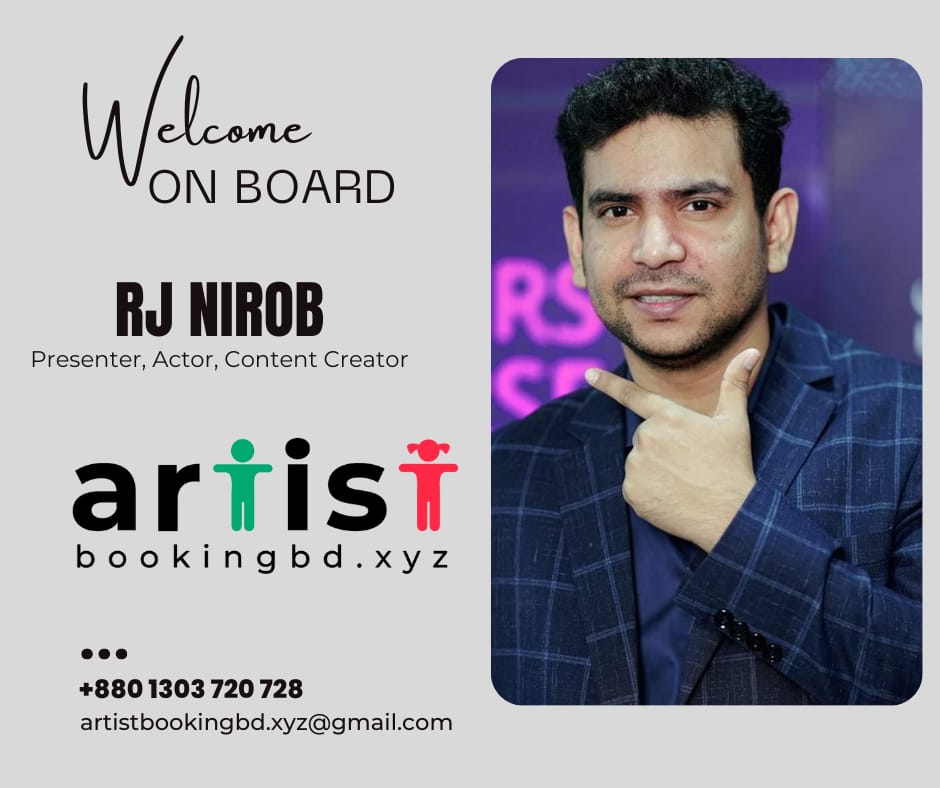 Welcome
ON BOARD
RJ NIROB
Presenter, Actor, Content Creator
artist
bookingbd.xyz
+880 1303 720 728
artistbookingbd.xyz@gmail.com
RS